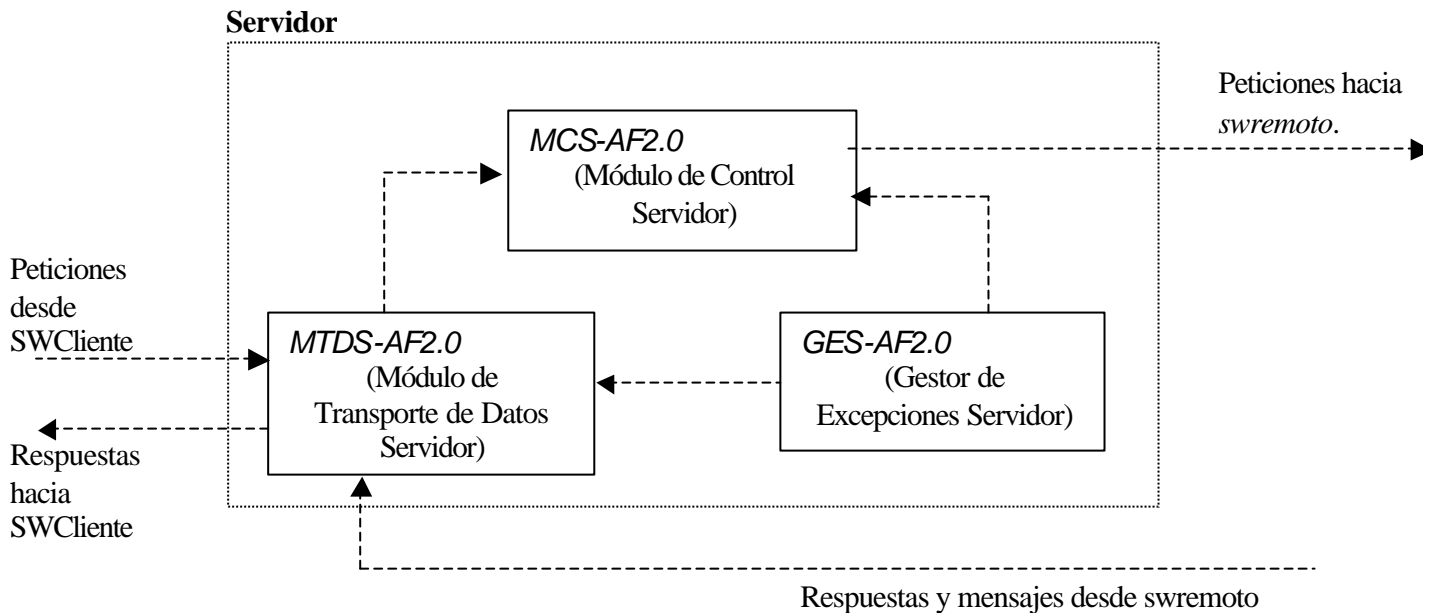 Servidor
Peticiones hacia
swremoto.
MCS-AF2.0
(Módulo de Control
Servidor)
Peticiones
desde
SWCliente
MTDS-AF2.0
(Módulo de
Transporte de Datos
Servidor)
GES-AF2.0
(Gestor de
Excepciones Servidor)
Respuestas
hacia
SWCliente
Respuestas y mensajes desde swremoto